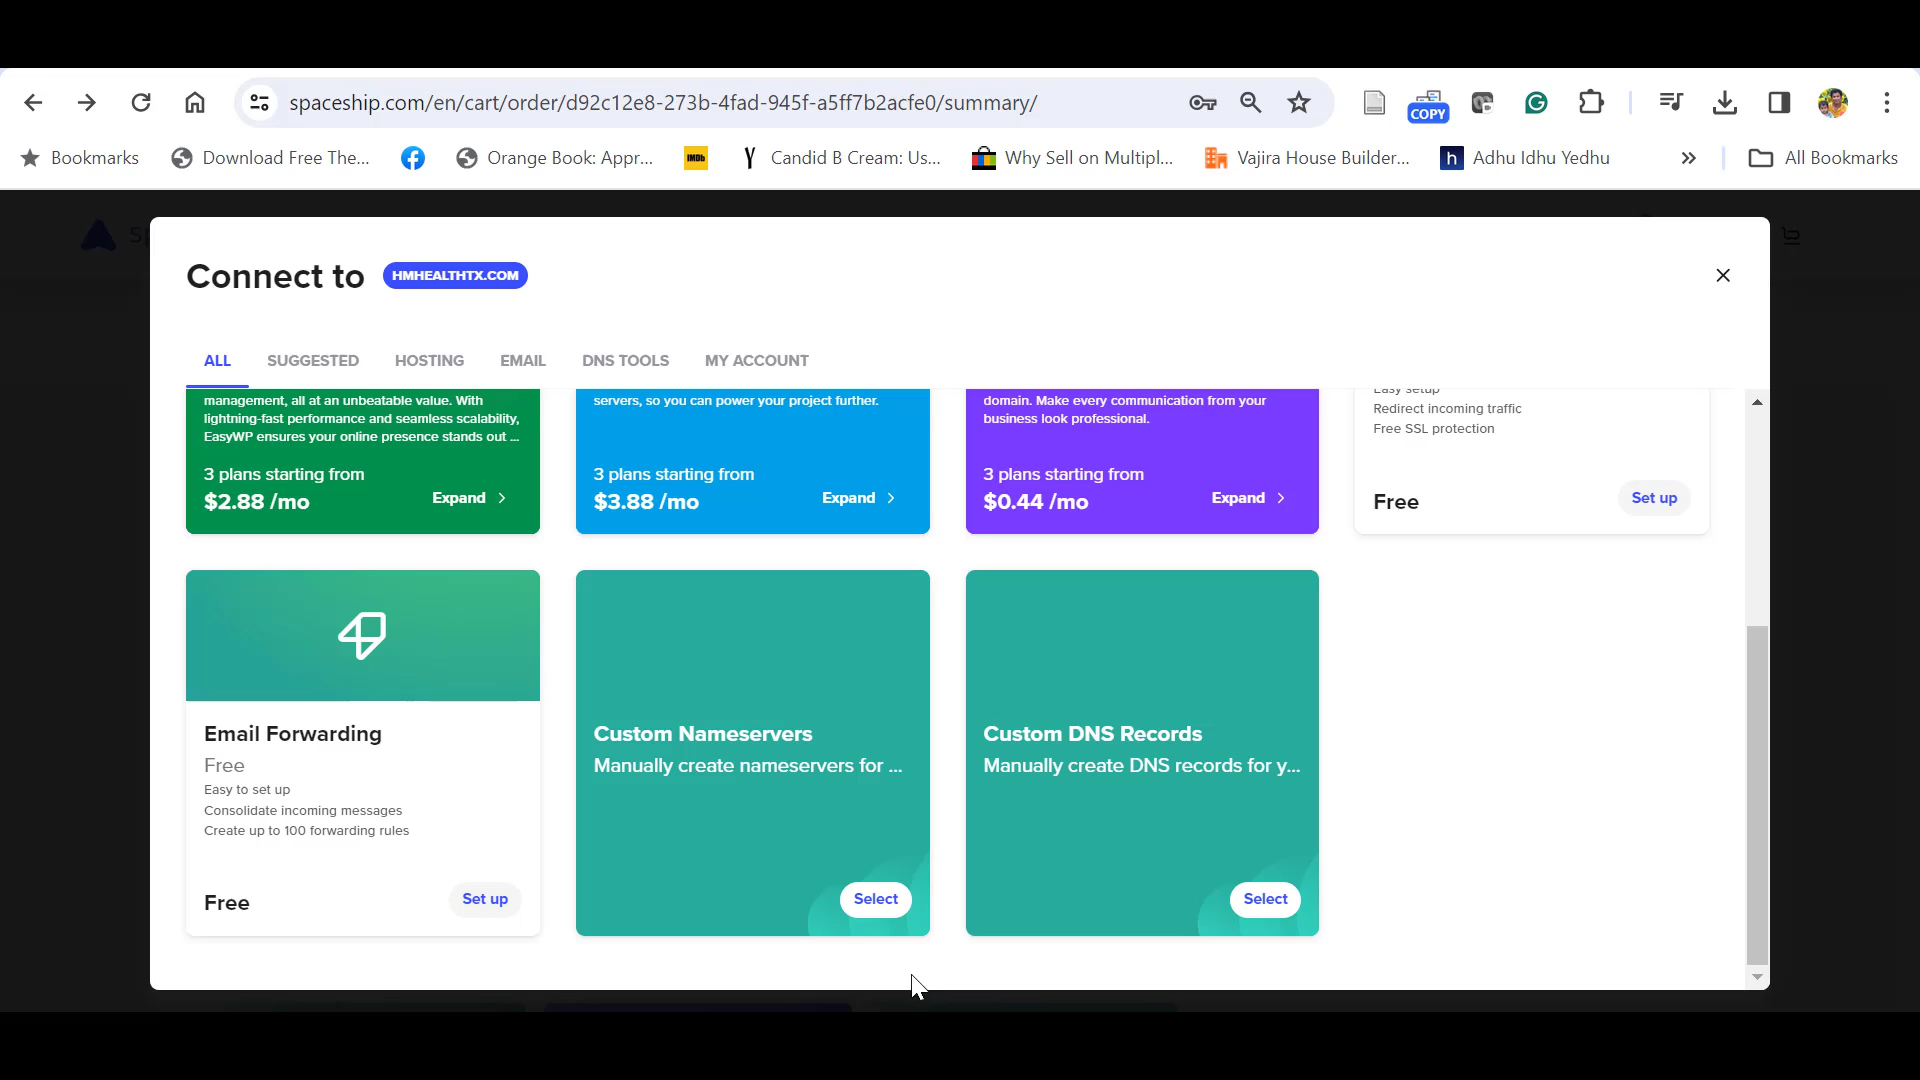 spaceship.com/en/cart/order/d92c12e8-273b-4fad-945f-a5ff7b2acfe0/summary/
COPY
Bookmarks
Download Free The...
Orange Book: Appr...
IMDb
Candid B Cream: Us...
Why Sell on Multipl...
Vajira House Builder...
h
Adhu Idhu Yedhu
»
All Bookmarks
Connect to
HMHEALTHTX.COM
ALL
SUGGESTED
HOSTING
EMAIL
DNS TOOLS
MY ACCOUNT
management, all at an unbeatable value. With
lightning-fast performance and seamless scalability,
EasyWP ensures your online presence stands out ...
3 plans starting from
$2.88 /mo
Expand
servers, so you can power your project further.
3 plans starting from
$3.88 /mo
Expand
domain. Make every communication from your
business look professional.
3 plans starting from
$0.44 /mo
Expand
Easy setup
Redirect incoming traffic
Free SSL protection
Free
Set up
Email Forwarding
Free
Easy to set up
Consolidate incoming messages
Create up to 100 forwarding rules
Free
Set up
Custom Nameservers
Manually create nameservers for ...
Select
Custom DNS Records
Manually create DNS records for y...
Select